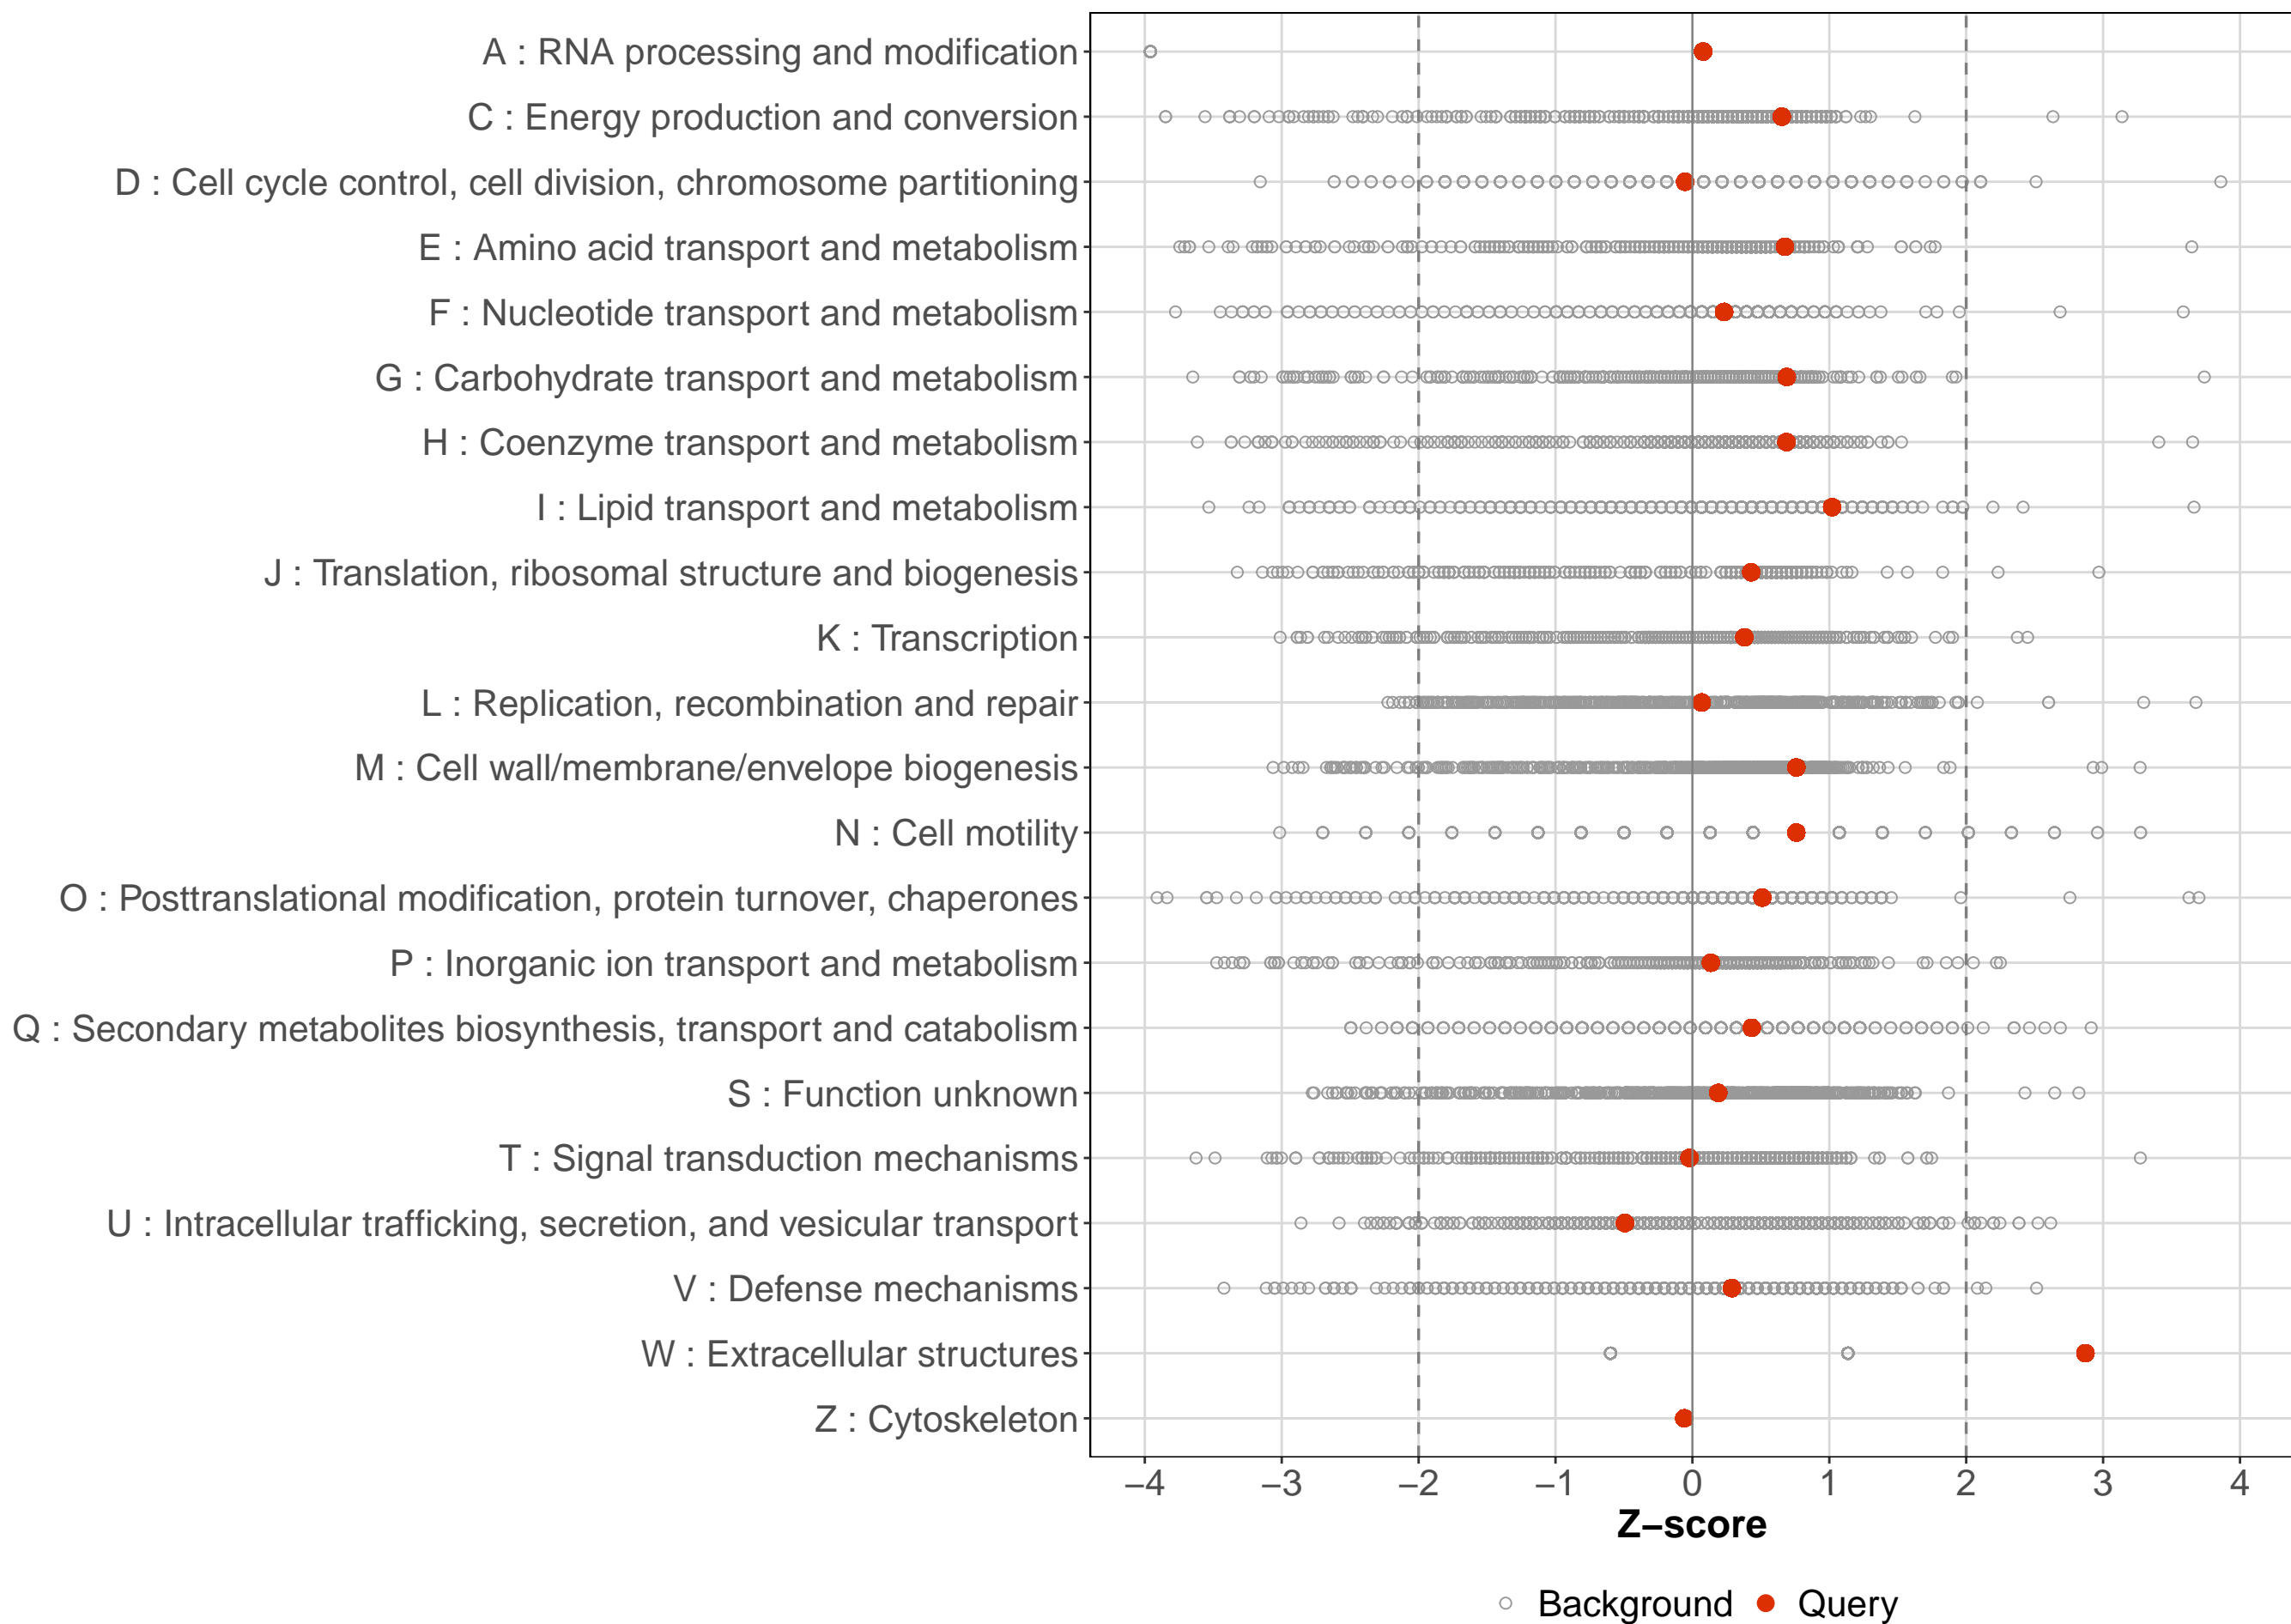 A : RNA processing and modification
C : Energy production and conversion
D : Cell cycle control, cell division, chromosome partitioning
E : Amino acid transport and metabolism
F : Nucleotide transport and metabolism
G : Carbohydrate transport and metabolism
H : Coenzyme transport and metabolism
I : Lipid transport and metabolism
J : Translation, ribosomal structure and biogenesis
K : Transcription
L : Replication, recombination and repair
M : Cell wall/membrane/envelope biogenesis
N : Cell motility
O : Posttranslational modification, protein turnover, chaperones
P : Inorganic ion transport and metabolism
Q : Secondary metabolites biosynthesis, transport and catabolism
S : Function unknown
T : Signal transduction mechanisms
U : Intracellular trafficking, secretion, and vesicular transport
V : Defense mechanisms
W : Extracellular structures
Z : Cytoskeleton
−4 −3 −2 −1 0 1 2 3 4
Z−score
Background Query